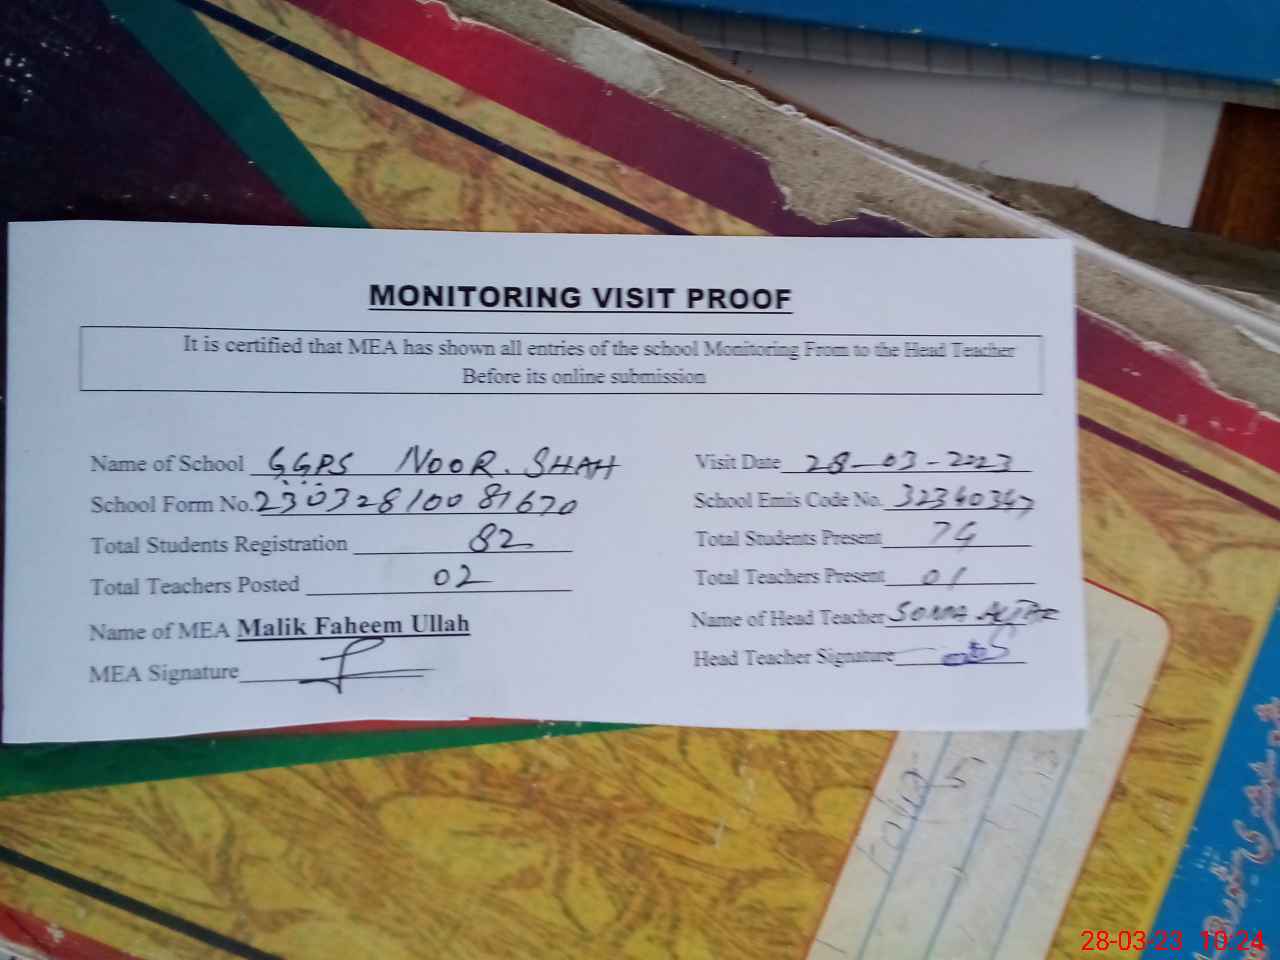 MONITORING VISIT PROOF
It is certified that MEA has shown all entries of the school Monitoring From to the Head Teacher
Before its online submission
Name of School GGPS NOOR. SHAH Visit Date 28-03-2023
School Form No. 23032810081670 School Emis Code No. 32340347
Total Students Registration 82 Total Students Present
Total Teachers Posted 02 Total Teachers Present 01
Name of MEA Malik Faheem Ullah Name of Head Teacher
MEA Signature Head Teacher Signature
28-03-23 10:24